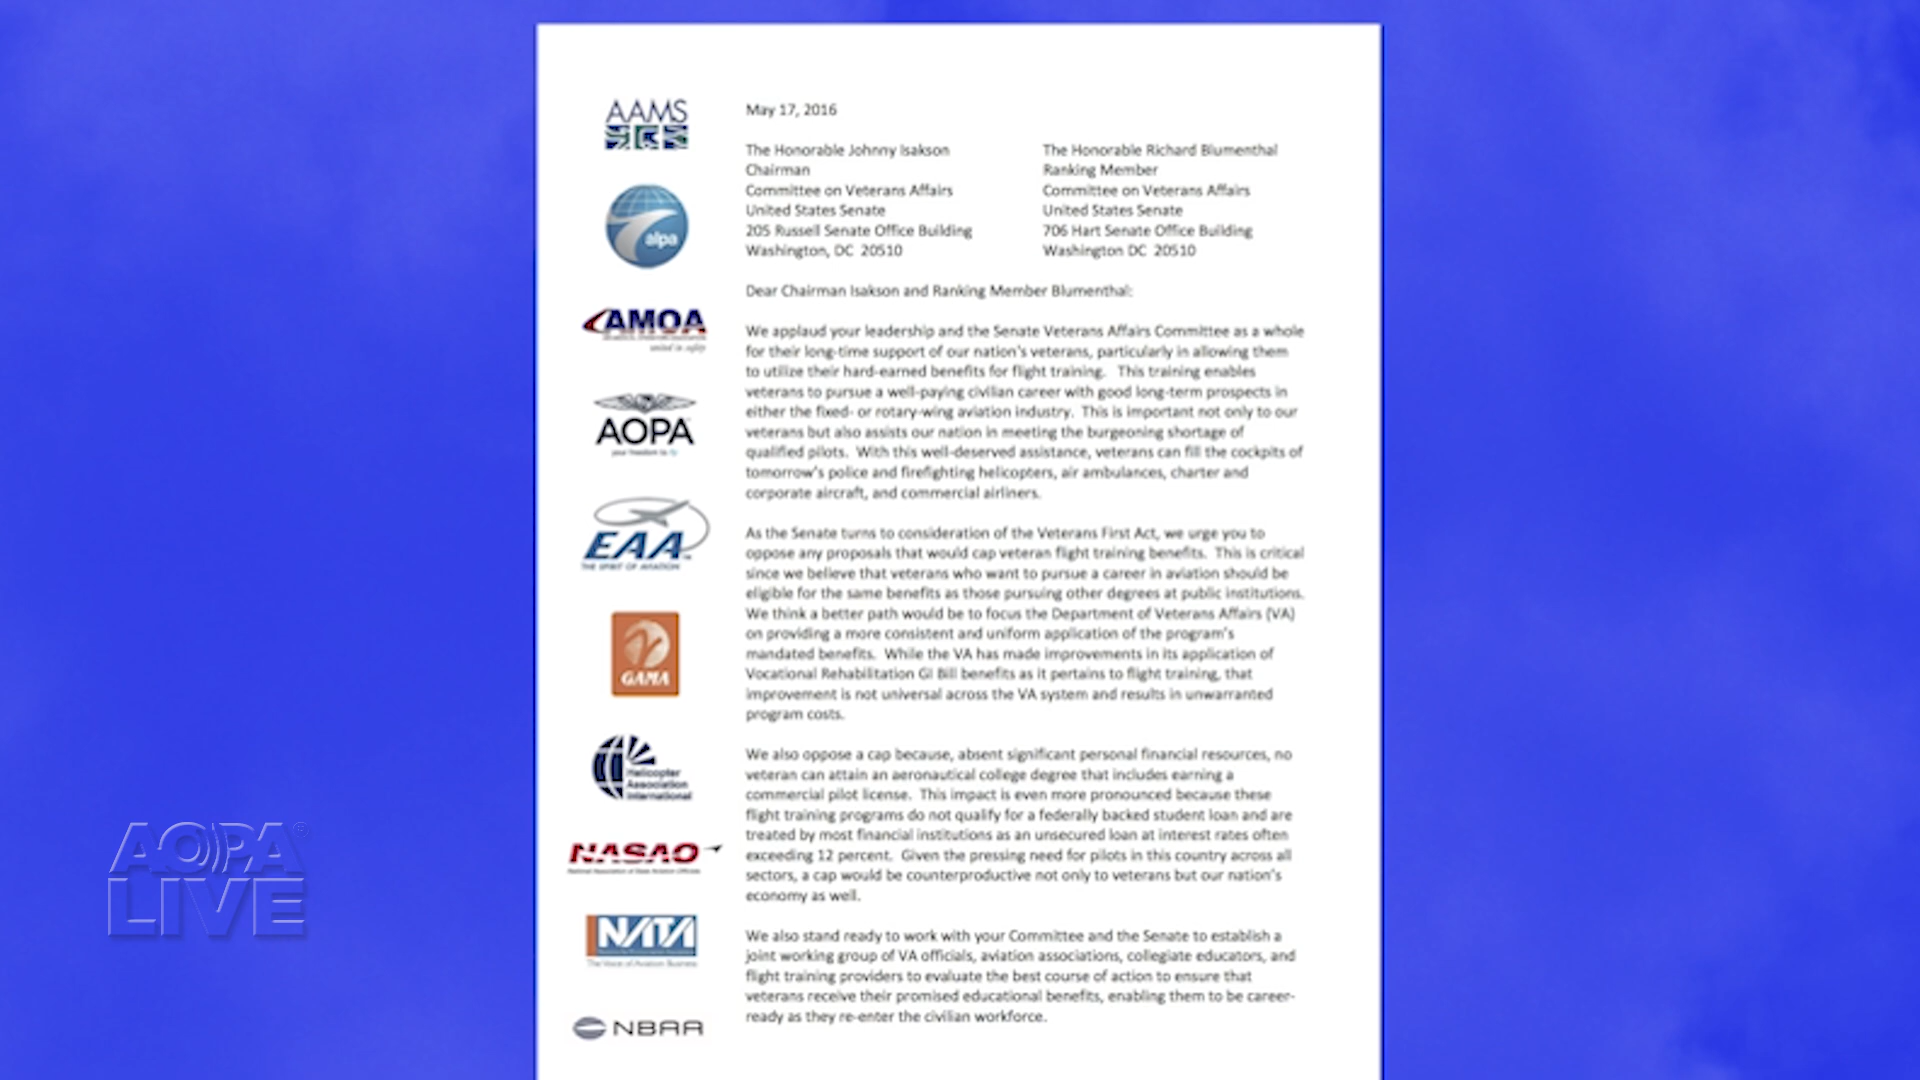 AAMS
alpa
AMOA
united in safety
AOPA
your freedom to fly
EAA
THE SPIRIT OF AVIATION
GAMA
Helicopter
Association
International
NASAO
National Association of State Aviation Officials
NATA
The Voice of Aviation Business
NBAA
May 17, 2016
The Honorable Johnny Isakson
Chairman
Committee on Veterans Affairs
United States Senate
205 Russell Senate Office Building
Washington, DC 20510
The Honorable Richard Blumenthal
Ranking Member
Committee on Veterans Affairs
United States Senate
706 Hart Senate Office Building
Washington DC 20510
Dear Chairman Isakson and Ranking Member Blumenthal:
We applaud your leadership and the Senate Veterans Affairs Committee as a whole
for their long-time support of our nation's veterans, particularly in allowing them
to utilize their hard-earned benefits for flight training. This training enables
veterans to pursue a well-paying civilian career with good long-term prospects in
either the fixed- or rotary-wing aviation industry. This is important not only to our
veterans but also assists our nation in meeting the burgeoning shortage of
qualified pilots. With this well-deserved assistance, veterans can fill the cockpits of
tomorrow's police and firefighting helicopters, air ambulances, charter and
corporate aircraft, and commercial airliners.
As the Senate turns to consideration of the Veterans First Act, we urge you to
oppose any proposals that would cap veteran flight training benefits. This is critical
since we believe that veterans who want to pursue a career in aviation should be
eligible for the same benefits as those pursuing other degrees at public institutions.
We think a better path would be to focus the Department of Veterans Affairs (VA)
on providing a more consistent and uniform application of the program's
mandated benefits. While the VA has made improvements in its application of
Vocational Rehabilitation GI Bill benefits as it pertains to flight training, that
improvement is not universal across the VA system and results in unwarranted
program costs.
We also oppose a cap because, absent significant personal financial resources, no
veteran can attain an aeronautical college degree that includes earning a
commercial pilot license. This impact is even more pronounced because these
flight training programs do not qualify for a federally backed student loan and are
treated by most financial institutions as an unsecured loan at interest rates often
exceeding 12 percent. Given the pressing need for pilots in this country across all
sectors, a cap would be counterproductive not only to veterans but our nation's
economy as well.
We also stand ready to work with your Committee and the Senate to establish a
joint working group of VA officials, aviation associations, collegiate educators, and
flight training providers to evaluate the best course of action to ensure that
veterans receive their promised educational benefits, enabling them to be career-
ready as they re-enter the civilian workforce.
AOPA®
LIVE